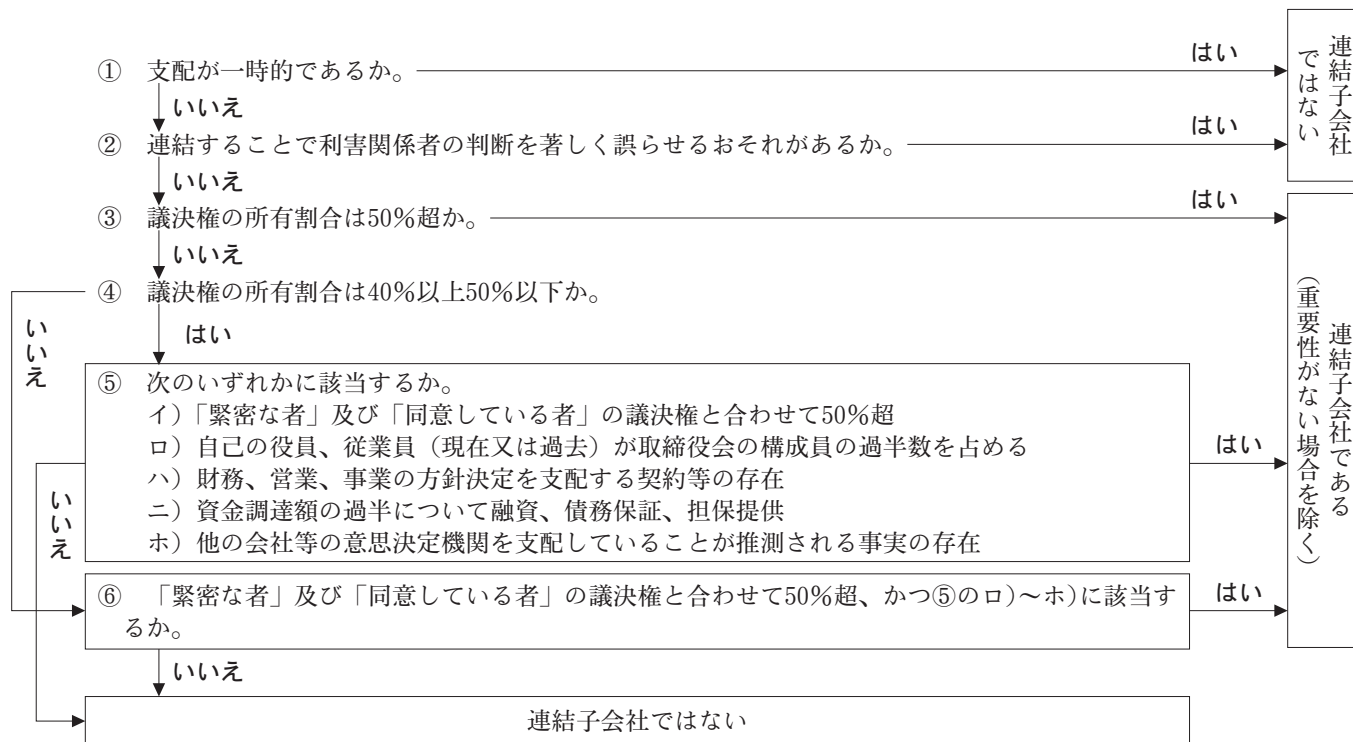 ① 支配が一時的であるか。
はい
いいえ
② 連結することで利害関係者の判断を著しく誤らせるおそれがあるか。
はい
連結子会社
ではない
いいえ
③ 議決権の所有割合は50%超か。
はい
いいえ
④ 議決権の所有割合は40%以上50%以下か。
いいえ
はい
⑤ 次のいずれかに該当するか。
イ)「緊密な者」及び「同意している者」の議決権と合わせて50%超
ロ)自己の役員、従業員(現在又は過去)が取締役会の構成員の過半数を占める
ハ)財務、営業、事業の方針決定を支配する契約等の存在
ニ)資金調達額の過半について融資、債務保証、担保提供
ホ)他の会社等の意思決定機関を支配していることが推測される事実の存在
はい
いいえ
連結子会社である
(重要性がない場合を除く)
⑥ 「緊密な者」及び「同意している者」の議決権と合わせて50%超、かつ⑤のロ)~ホ)に該当す
るか。
はい
いいえ
連結子会社ではない